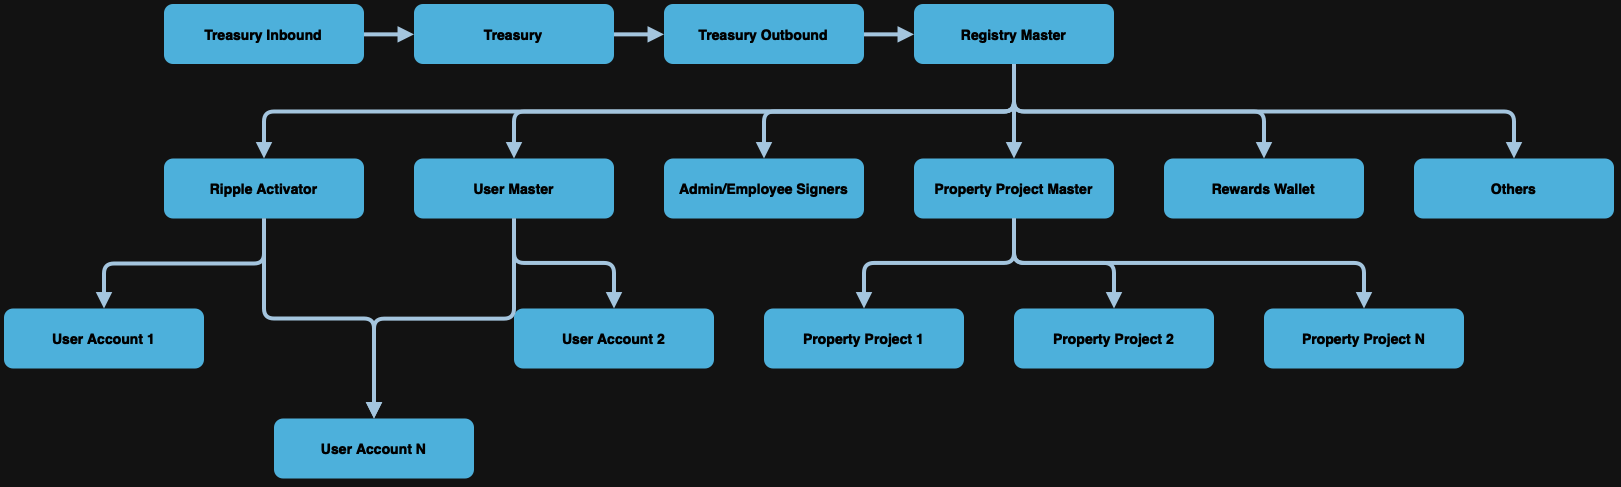 Treasury Inbound
Treasury
Treasury Outbound
Registry Master
Ripple Activator
User Master
Admin/Employee Signers
Property Project Master
Rewards Wallet
Others
User Account 1
User Account 2
Property Project 1
Property Project 2
Property Project N
User Account N